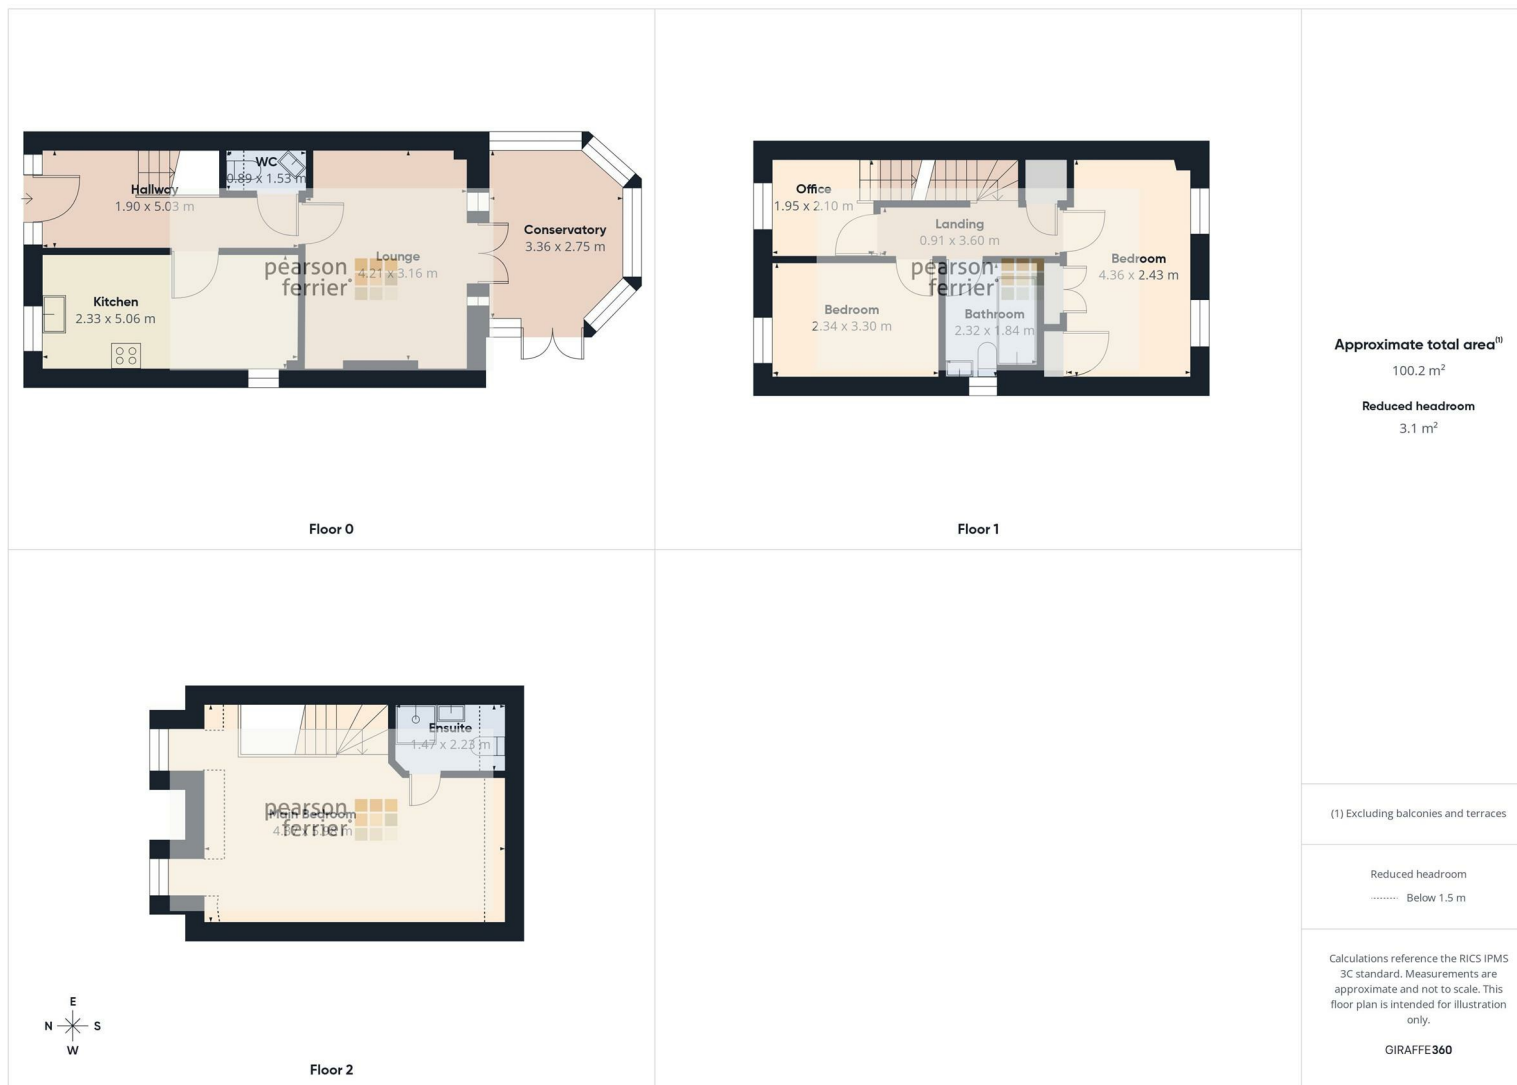 WC
0.89 x 1.53 m
Hallway
1.90 x 5.03 m
Lounge
4.21 x 3.16 m
Conservatory
3.36 x 2.75 m
Kitchen
2.33 x 5.06 m
pearson
ferrier
Floor 0
Office
1.95 x 2.10 m
Landing
0.91 x 3.60 m
Bedroom
4.36 x 2.43 m
Bedroom
2.34 x 3.30 m
Bathroom
2.32 x 1.84 m
pearson
ferrier
Floor 1
Approximate total area(1)
100.2 m²
Reduced headroom
3.1 m²
Ensuite
1.47 x 2.23 m
Main Bedroom
pearson
ferrier
E
N S
W
Floor 2
(1) Excluding balconies and terraces
Reduced headroom
Below 1.5 m
Calculations reference the RICS IPMS
3C standard. Measurements are
approximate and not to scale. This
floor plan is intended for illustration
only.
GIRAFFE360